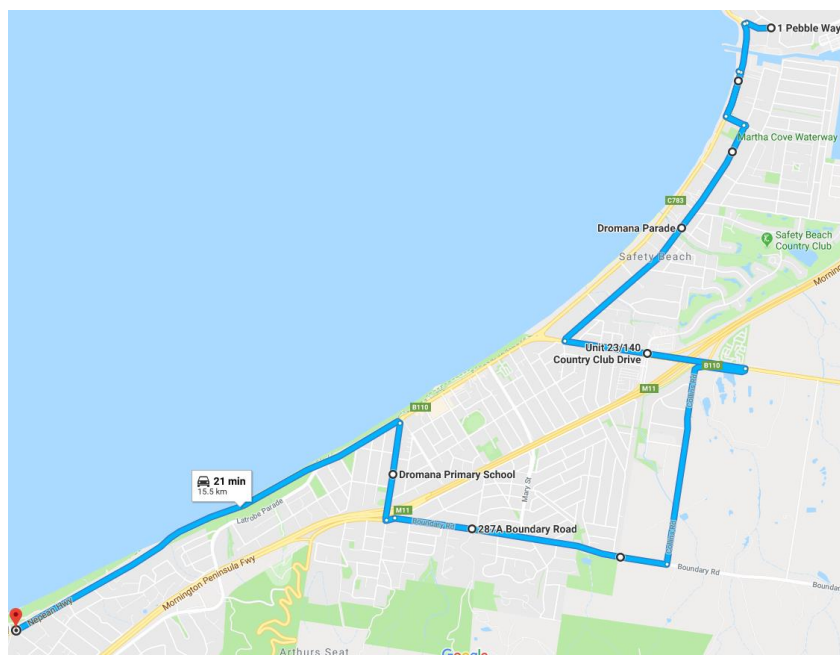 1 Pebble Way
Martha Cove Waterway
C783
Dromana Parade
Safety Beach
Safety Beach
Country Club
Unit 23/140
Country Club Drive
B110
M11
B110
Dromana Primary School
21 min
15.5 km
Latrobe Parade
Mary St
M11
287A Boundary Road
Boundary Rd
Mornington Peninsula Fwy
Nepean Hwy
Arthurs Seat
Google